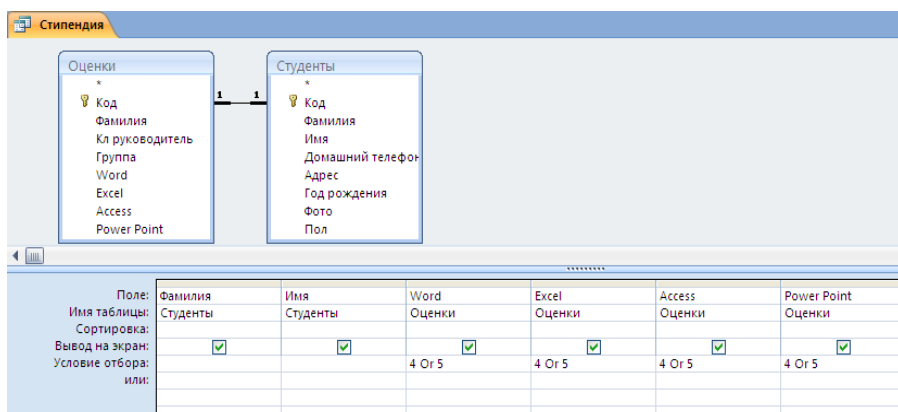 Стипендия
Оценки
*
Код
Фамилия
Кл руководитель
Группа
Word
Excel
Access
Power Point
1 1
Студенты
*
Код
Фамилия
Имя
Домашний телефон
Адрес
Год рождения
Фото
Пол
Поле: Фамилия Имя Word Excel Access Power Point
Имя таблицы: Студенты Студенты Оценки Оценки Оценки Оценки
Сортировка:
Вывод на экран:
Условие отбора: 4 Or 5 4 Or 5 4 Or 5 4 Or 5
или: